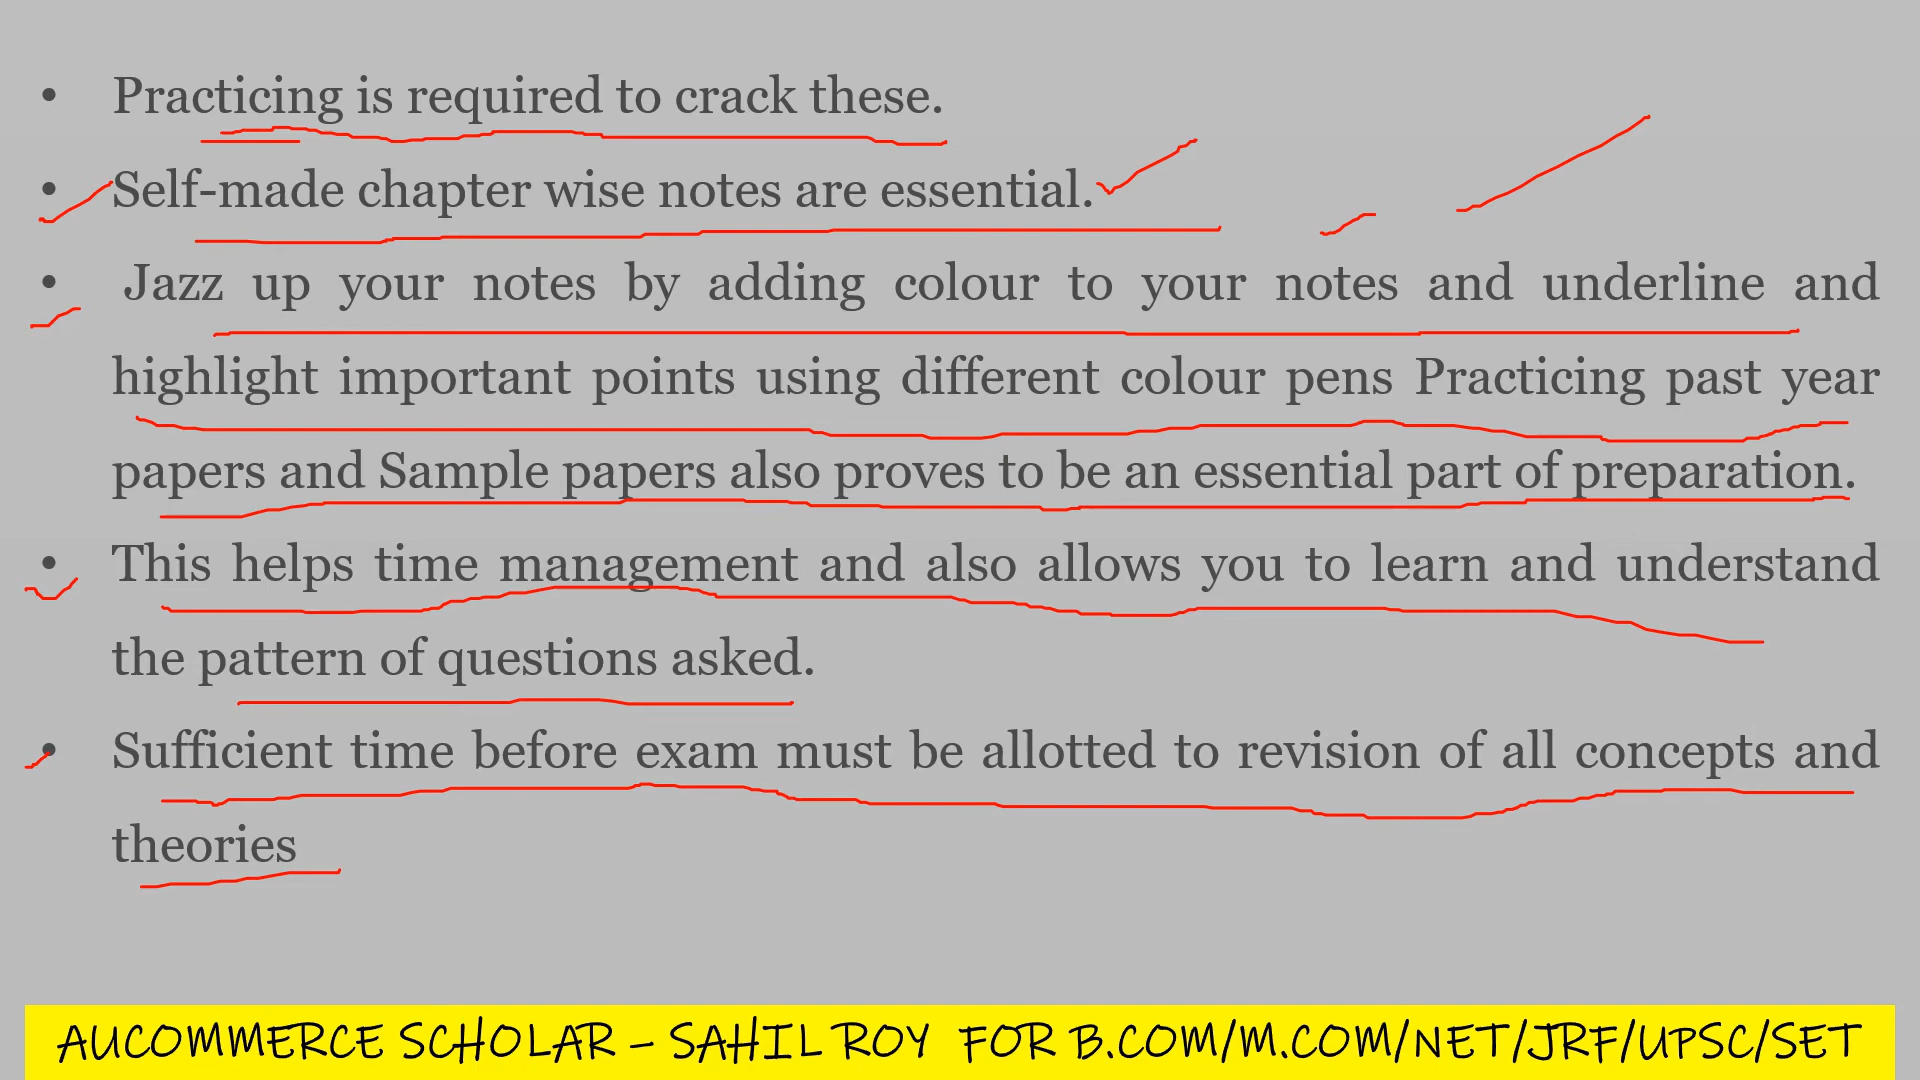 • Practicing is required to crack these.
• Self-made chapter wise notes are essential.
• Jazz up your notes by adding colour to your notes and underline and
highlight important points using different colour pens Practicing past year
papers and Sample papers also proves to be an essential part of preparation.
• This helps time management and also allows you to learn and understand
the pattern of questions asked.
• Sufficient time before exam must be allotted to revision of all concepts and
theories
AUCOMMERCE SCHOLAR – SAHIL ROY FOR B.COM/M.COM/NET/JRF/UPSC/SET